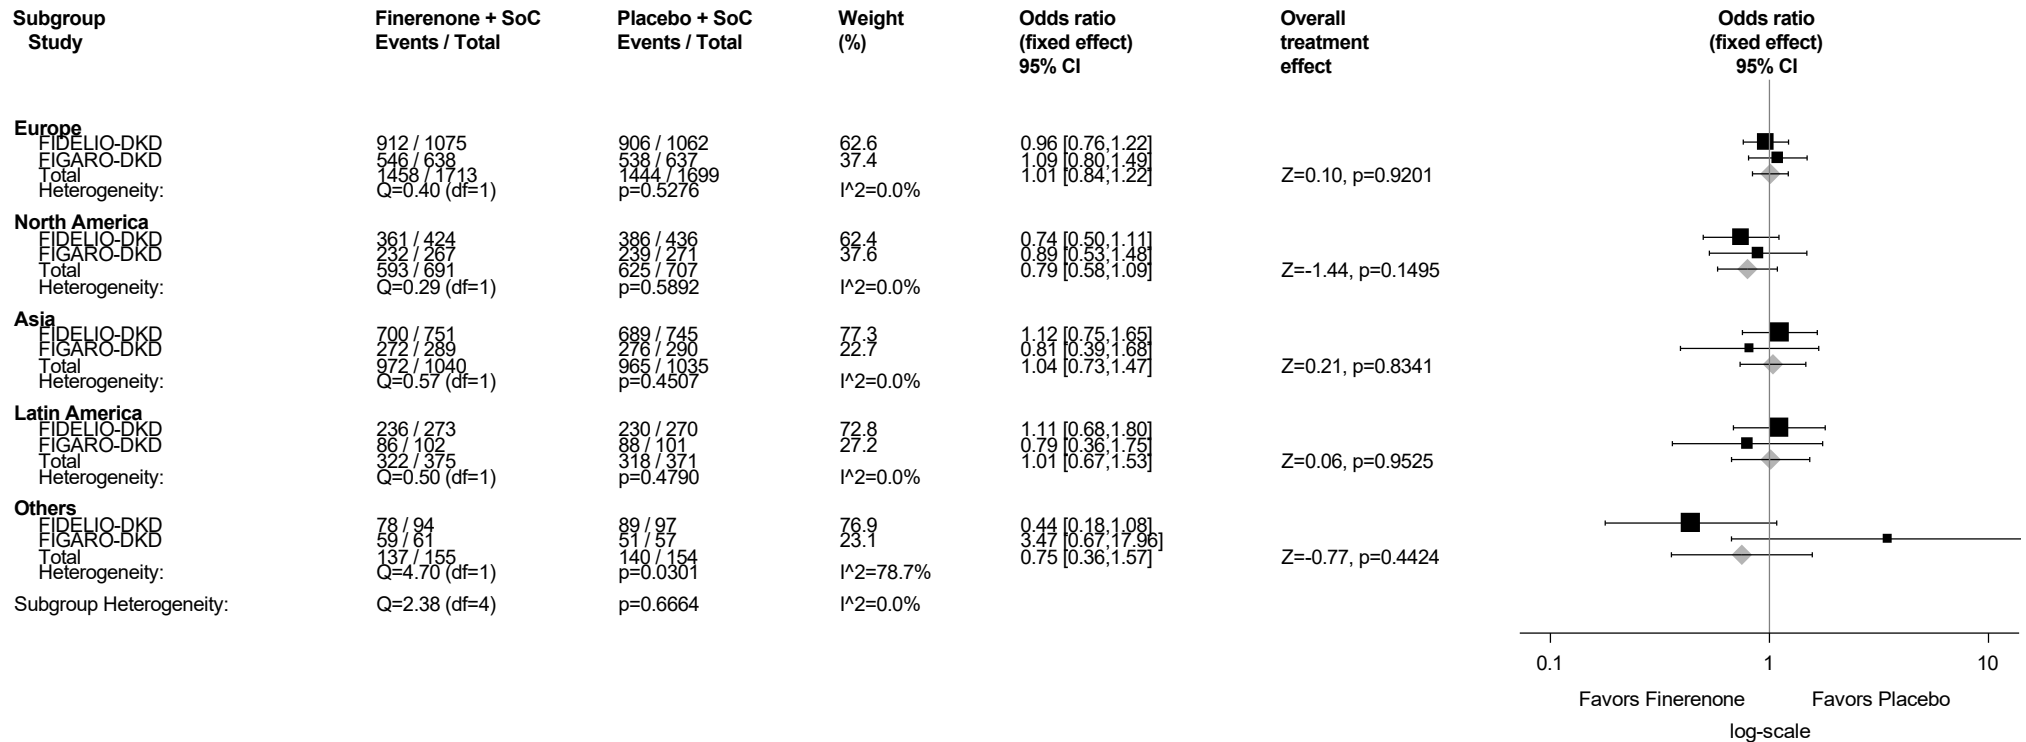 Subgroup Finerenone + SoC Placebo + SoC Weight Odds ratio Overall Odds ratio
Study Events / Total Events / Total (%) (fixed effect) treatment (fixed effect)
95% CI effect 95% CI
Europe
FIDELIO-DKD 912 / 1075 906 / 1062 62.6 0.96 [0.76,1.22]
FIGARO-DKD 546 / 638 538 / 637 37.4 1.09 [0.80,1.49]
Total 1458 / 1713 1444 / 1699 1.01 [0.84,1.22] Z=0.10, p=0.9201
Heterogeneity: Q=0.40 (df=1) p=0.5276 I^2=0.0%
North America
FIDELIO-DKD 361 / 424 386 / 436 62.4 0.74 [0.50,1.11]
FIGARO-DKD 232 / 267 239 / 271 37.6 0.89 [0.53,1.48]
Total 593 / 691 625 / 707 0.79 [0.58,1.09] Z=-1.44, p=0.1495
Heterogeneity: Q=0.29 (df=1) p=0.5892 I^2=0.0%
Asia
FIDELIO-DKD 700 / 751 689 / 745 77.3 1.12 [0.75,1.65]
FIGARO-DKD 272 / 289 276 / 290 22.7 0.81 [0.39,1.68]
Total 972 / 1040 965 / 1035 1.04 [0.73,1.47] Z=0.21, p=0.8341
Heterogeneity: Q=0.57 (df=1) p=0.4507 I^2=0.0%
Latin America
FIDELIO-DKD 236 / 273 230 / 270 72.8 1.11 [0.68,1.80]
FIGARO-DKD 86 / 102 88 / 101 27.2 0.79 [0.36,1.75]
Total 322 / 375 318 / 371 1.01 [0.67,1.53] Z=0.06, p=0.9525
Heterogeneity: Q=0.50 (df=1) p=0.4790 I^2=0.0%
Others
FIDELIO-DKD 78 / 94 89 / 97 76.9 0.44 [0.18,1.08]
FIGARO-DKD 59 / 61 51 / 57 23.1 3.47 [0.67,17.96]
Total 137 / 155 140 / 154 0.75 [0.36,1.57] Z=-0.77, p=0.4424
Heterogeneity: Q=4.70 (df=1) p=0.0301 I^2=78.7%
Subgroup Heterogeneity: Q=2.38 (df=4) p=0.6664 I^2=0.0%
0.1 1 10
Favors Finerenone Favors Placebo
log-scale